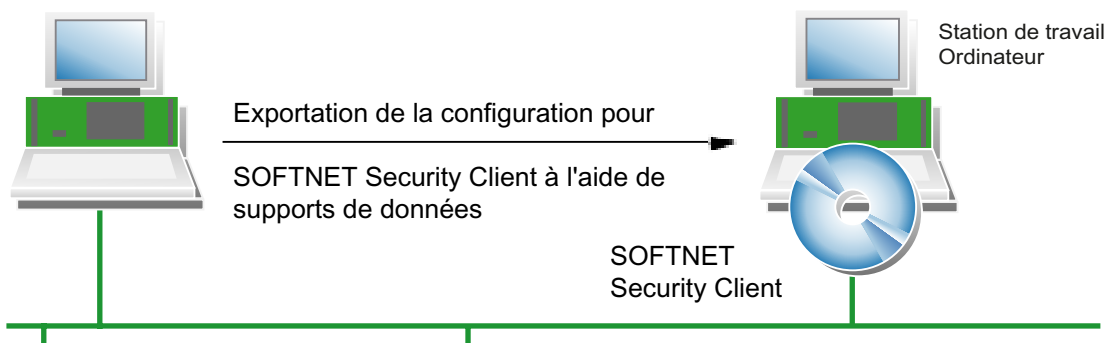 Station de travail
Ordinateur
Exportation de la configuration pour
SOFTNET Security Client à l'aide de
supports de données
SOFTNET
Security Client